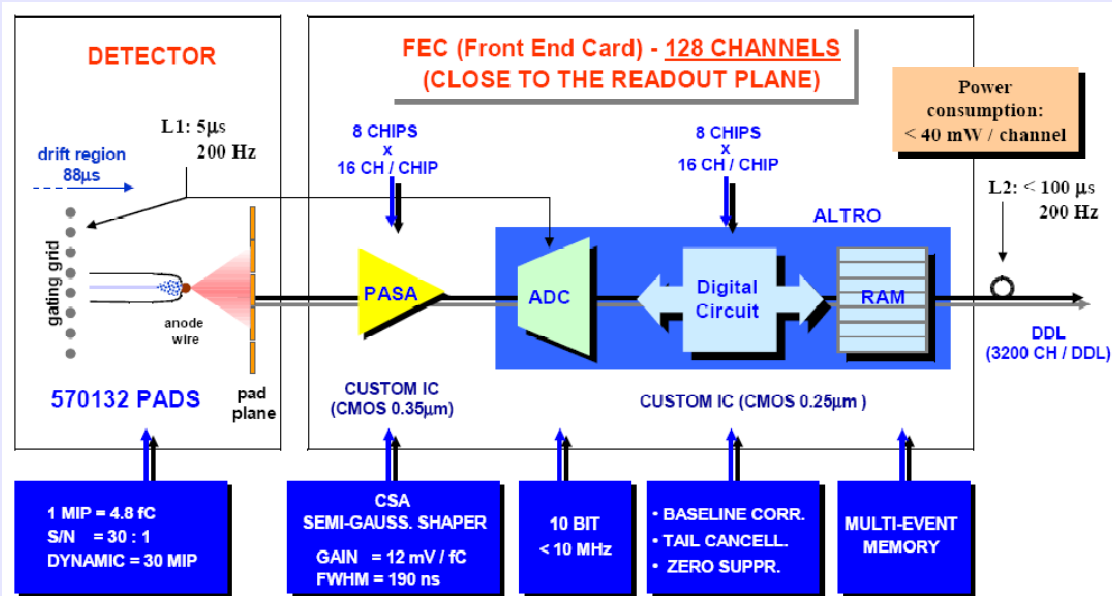 DETECTOR
FEC (Front End Card) - 128 CHANNELS
(CLOSE TO THE READOUT PLANE)
Power
consumption:
< 40 mW / channel
L1: 5µs
200 Hz
drift region
88µs
8 CHIPS
x
16 CH / CHIP
8 CHIPS
x
16 CH / CHIP
L2: < 100 µs
200 Hz
ALTRO
gating grid
anode
wire
PASA
ADC
Digital
Circuit
RAM
DDL
(3200 CH / DDL)
570132 PADS
pad
plane
CUSTOM IC
(CMOS 0.35µm)
CUSTOM IC (CMOS 0.25µm )
1 MIP = 4.8 fC
S/N = 30 : 1
DYNAMIC = 30 MIP
CSA
SEMI-GAUSS. SHAPER
GAIN = 12 mV / fC
FWHM = 190 ns
10 BIT
< 10 MHz
• BASELINE CORR.
• TAIL CANCELL.
• ZERO SUPPR.
MULTI-EVENT
MEMORY